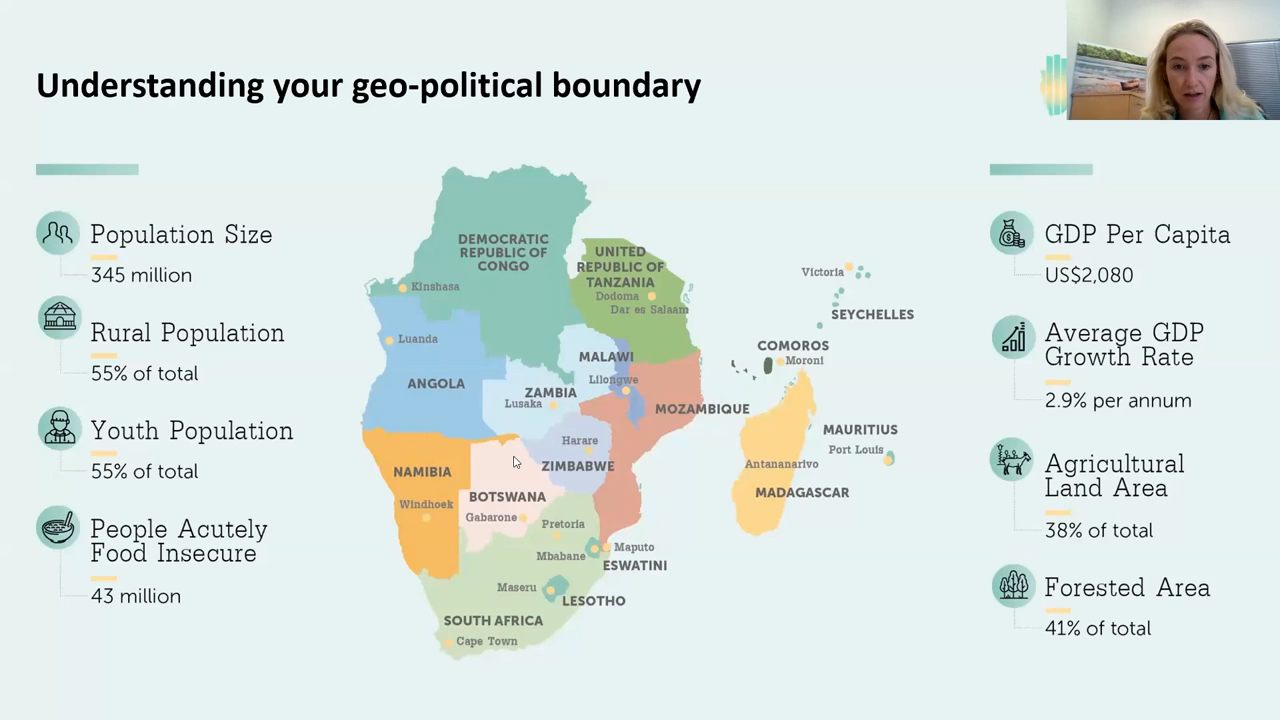 Understanding your geo-political boundary
Population Size
345 million
Rural Population
55% of total
Youth Population
55% of total
People Acutely
Food Insecure
43 million
DEMOCRATIC
REPUBLIC OF
CONGO
Kinshasa
UNITED
REPUBLIC OF
TANZANIA
Dodoma
Dar es Salaam
Victoria
SEYCHELLES
Luanda
ANGOLA
MALAWI
Lilongwe
ZAMBIA
Lusaka
COMOROS
Moroni
MOZAMBIQUE
MAURITIUS
Port Louis
Harare
ZIMBABWE
NAMIBIA
Windhoek
BOTSWANA
Gabarone
Antananarivo
MADAGASCAR
Pretoria
Mbabane
Maputo
ESWATINI
Maseru
LESOTHO
SOUTH AFRICA
Cape Town
GDP Per Capita
US$2,080
Average GDP
Growth Rate
2.9% per annum
Agricultural
Land Area
38% of total
Forested Area
41% of total